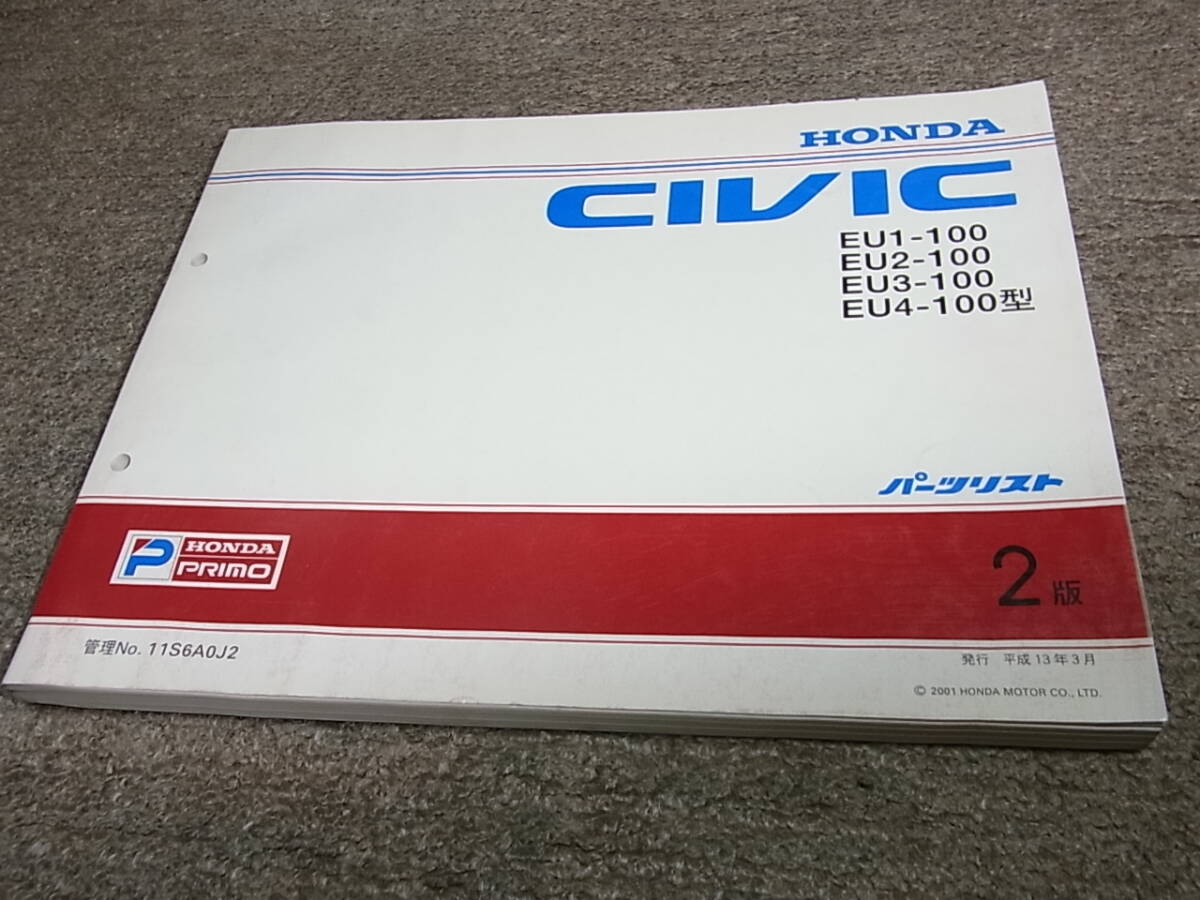 HONDA
CIVIC
EU1-100
EU2-100
EU3-100
EU4-100型
パーツリスト
P HONDA
PRIMO
2版
管理No. 11S6A0J2
発行 平成13年3月
© 2001 HONDA MOTOR CO., LTD.